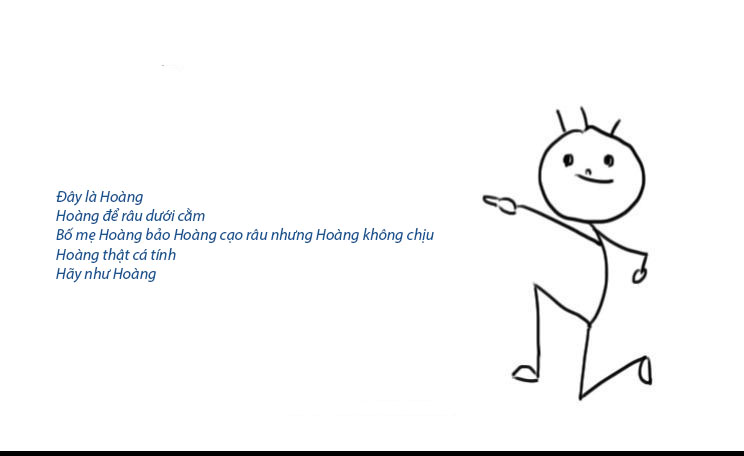 Đây là Hoàng
Hoàng để râu dưới cằm
Bố mẹ Hoàng bảo Hoàng cạo râu nhưng Hoàng không chịu
Hoàng thật cá tính
Hãy như Hoàng